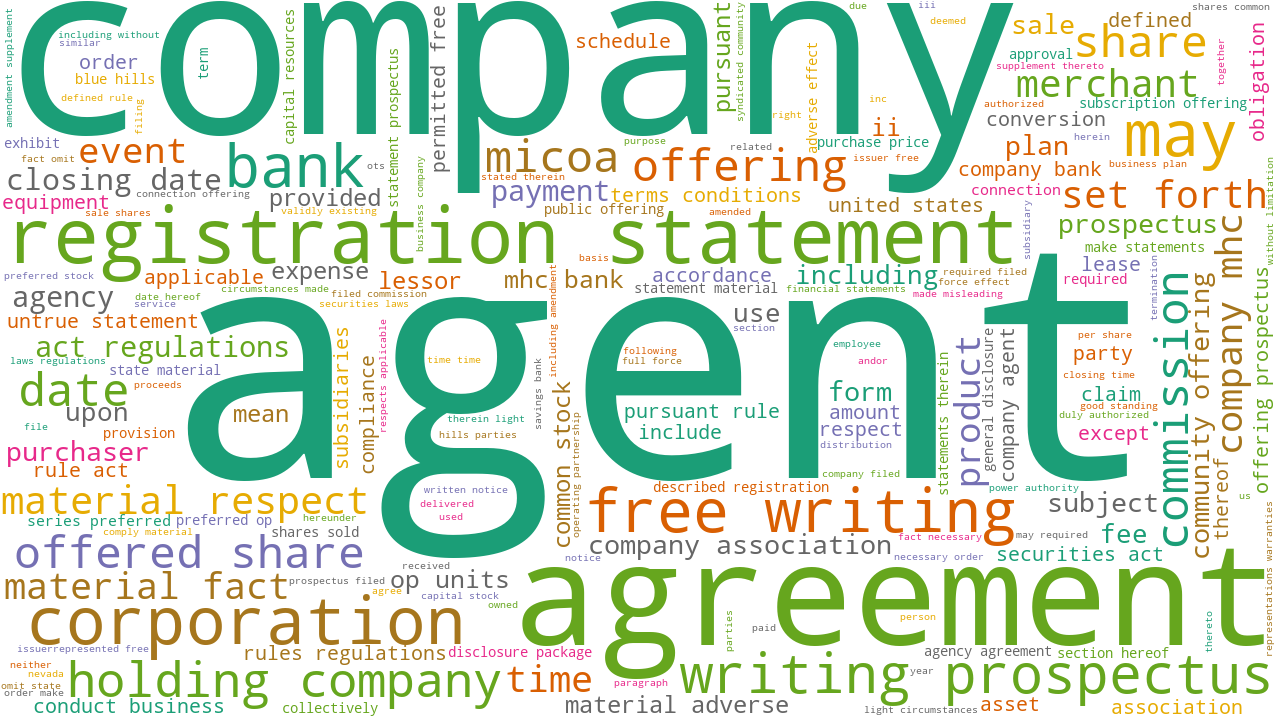 company
agent
agreement
registration statement
amendment supplement
including without
similar
order
blue hills
defined rule
filing
term
capital resources
statement prospectus
permitted free
schedule
pursuant
syndicated community
due
iii
deemed
shares common
sale
defined
share
approval
supplement thereto
together
merchant
obligation
adverse effect
right
inc
authorized
subscription offering
conversion
herein
may
ii
purchase price
issuer free
plan
business plan
company bank
connection
set forth
without limitation
exhibit
event
fact omit
bank
ots
closing date
connection offering
provided
equipment
sale shares
validly existing
business company
micoa
stated therein
payment
offering
purpose
related
terms conditions
public offering
amended
united states
prospectus
subsidiary
make statements
preferred stock
applicable
expense
lessor
mhc bank
basis
accordance
including
required filed
force effect
lease
required
termination
company mhc
agency
date hereof
service
circumstances made
filed commission
securities laws
including amendment
statement material
financial statements
made misleading
untrue statement
use
section
act regulations
laws regulations
state material
proceeds
date
upon
file
provision
mean
subsidiaries
compliance
respects applicable
time time
therein light
hills parties
savings bank
following
full force
employee
andor
form
amount
respect
distribution
pursuant rule
include
common stock
operating partnership
statements therein
product
general disclosure
company agent
per share
party
closing time
claim
good standing
duly authorized
except
commission
community offering
thereof
offering prospectus
us
purchaser
rule act
company filed
material respect
written notice
delivered
used
described registration
power authority
free writing
subject
series preferred
preferred op
hereunder
comply material
shares sold
offered share
company association
fact necessary
may required
fee
notice
necessary order
securities act
representations warranties
material fact
prospectus filed
agree
received
op units
capital stock
owned
corporation
person
paid
parties
thereto
issuerrepresented free
rules regulations
disclosure package
agency agreement
section hereof
neither
nevada
omit state
order make
holding company
time
paragraph
writing prospectus
year
conduct business
collectively
material adverse
light circumstances
asset
association